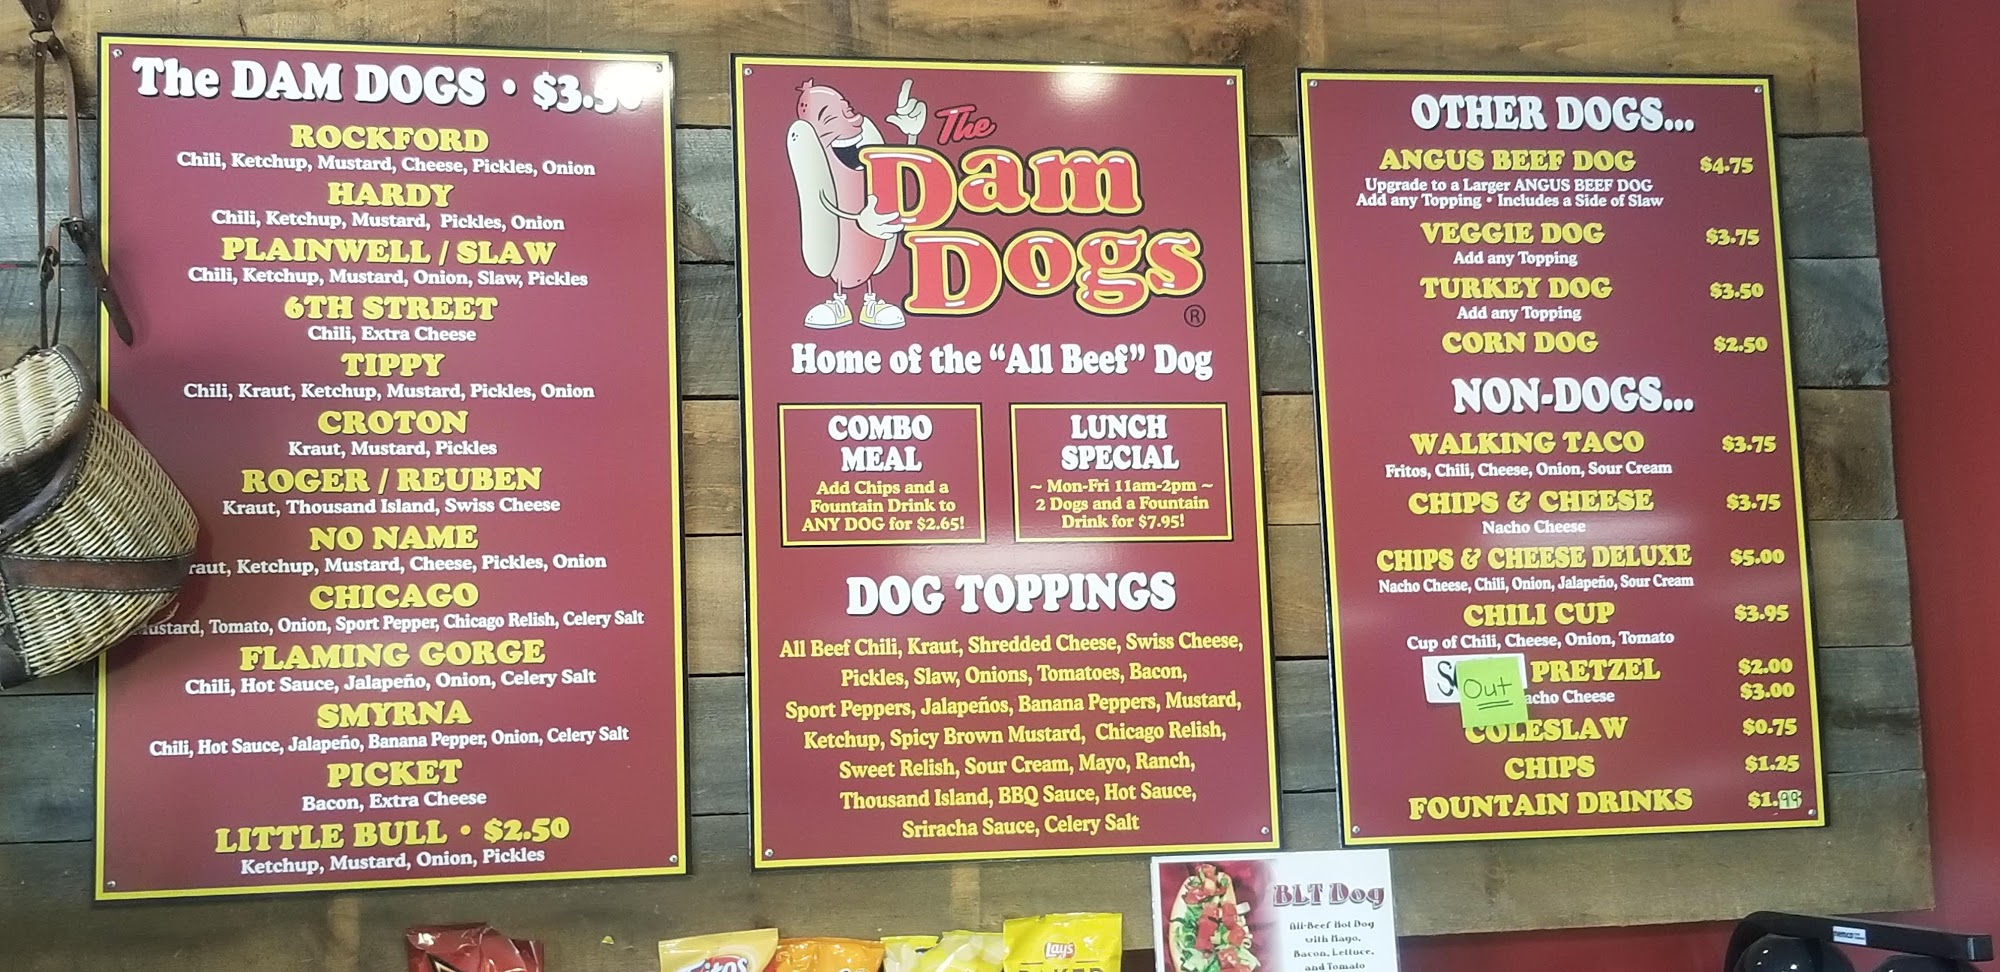 The DAM DOGS • $3.50
ROCKFORD
Chili, Ketchup, Mustard, Cheese, Pickles, Onion
HARDY
Chili, Ketchup, Mustard, Pickles, Onion
PLAINWELL / SLAW
Chili, Ketchup, Mustard, Onion, Slaw, Pickles
6TH STREET
Chili, Extra Cheese
TIPPY
Chili, Kraut, Ketchup, Mustard, Pickles, Onion
CROTON
Kraut, Mustard, Pickles
ROGER / REUBEN
Kraut, Thousand Island, Swiss Cheese
NO NAME
raut, Ketchup, Mustard, Cheese, Pickles, Onion
CHICAGO
Mustard, Tomato, Onion, Sport Pepper, Chicago Relish, Celery Salt
FLAMING GORGE
Chili, Hot Sauce, Jalapeño, Onion, Celery Salt
SMYRNA
Chili, Hot Sauce, Jalapeño, Banana Pepper, Onion, Celery Salt
PICKET
Bacon, Extra Cheese
LITTLE BULL • $2.50
Ketchup, Mustard, Onion, Pickles
The
Dam
Dogs
®
Home of the "All Beef" Dog
COMBO
MEAL
Add Chips and a
Fountain Drink to
ANY DOG for $2.65!
LUNCH
SPECIAL
~ Mon-Fri 11am-2pm ~
2 Dogs and a Fountain
Drink for $7.95!
DOG TOPPINGS
All Beef Chili, Kraut, Shredded Cheese, Swiss Cheese,
Pickles, Slaw, Onions, Tomatoes, Bacon,
Sport Peppers, Jalapeños, Banana Peppers, Mustard,
Ketchup, Spicy Brown Mustard, Chicago Relish,
Sweet Relish, Sour Cream, Mayo, Ranch,
Thousand Island, BBQ Sauce, Hot Sauce,
Sriracha Sauce, Celery Salt
OTHER DOGS...
ANGUS BEEF DOG $4.75
Upgrade to a Larger ANGUS BEEF DOG
Add any Topping • Includes a Side of Slaw
VEGGIE DOG $3.75
Add any Topping
TURKEY DOG $3.50
Add any Topping
CORN DOG $2.50
NON-DOGS...
WALKING TACO $3.75
Fritos, Chili, Cheese, Onion, Sour Cream
CHIPS & CHEESE $3.75
Nacho Cheese
CHIPS & CHEESE DELUXE $5.00
Nacho Cheese, Chili, Onion, Jalapeño, Sour Cream
CHILI CUP $3.95
Cup of Chili, Cheese, Onion, Tomato
PRETZEL $2.00
Out
acho Cheese $3.00
COLESLAW $0.75
CHIPS $1.25
FOUNTAIN DRINKS $1.99
BLT Dog
All-Beef Hot Dog
with Mayo,
Bacon, Lettuce,
and Tomato
Lay's
BAKED